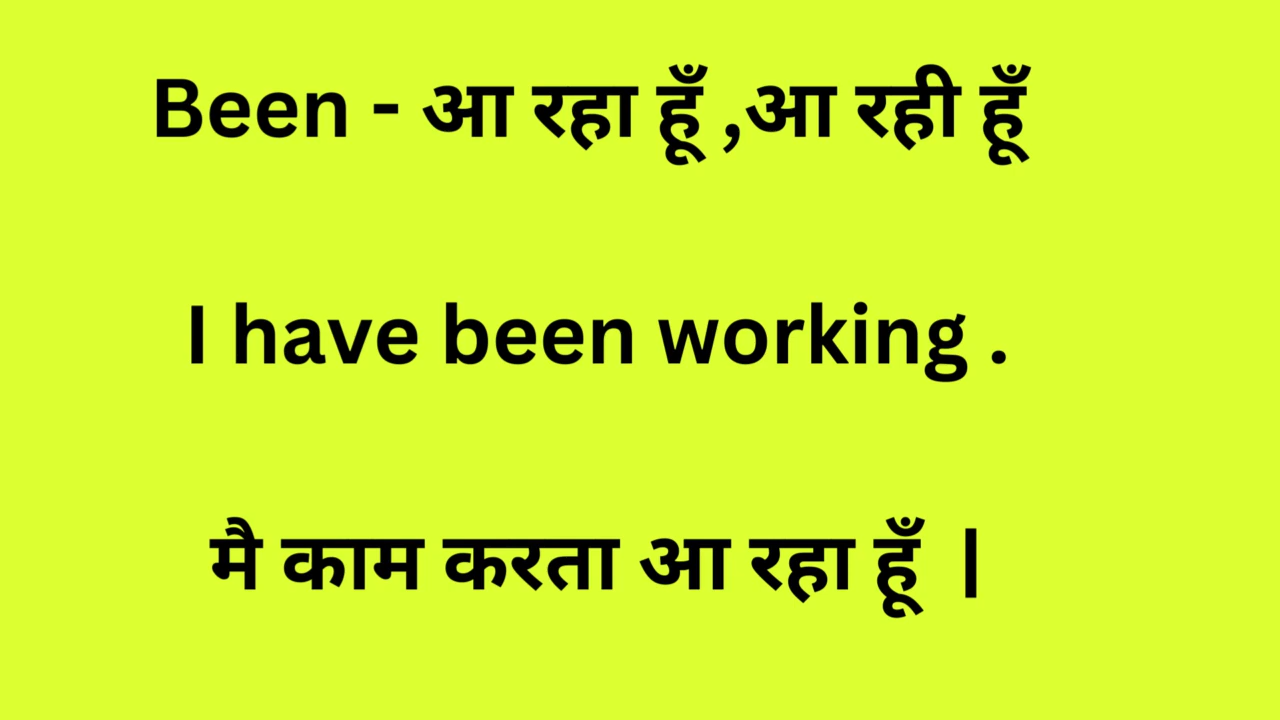 Been - आ रहा हूँ ,आ रही हूँ
I have been working .
मै काम करता आ रहा हूँ |